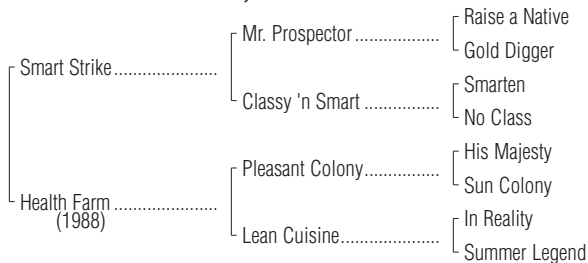 Raise a Native
Mr. Prospector..................
Gold Digger
Smart Strike......................
Smarten
Classy 'n Smart ................
No Class
His Majesty
Pleasant Colony................
Sun Colony
Health Farm ......................
(1988)
In Reality
Lean Cuisine.....................
Summer Legend